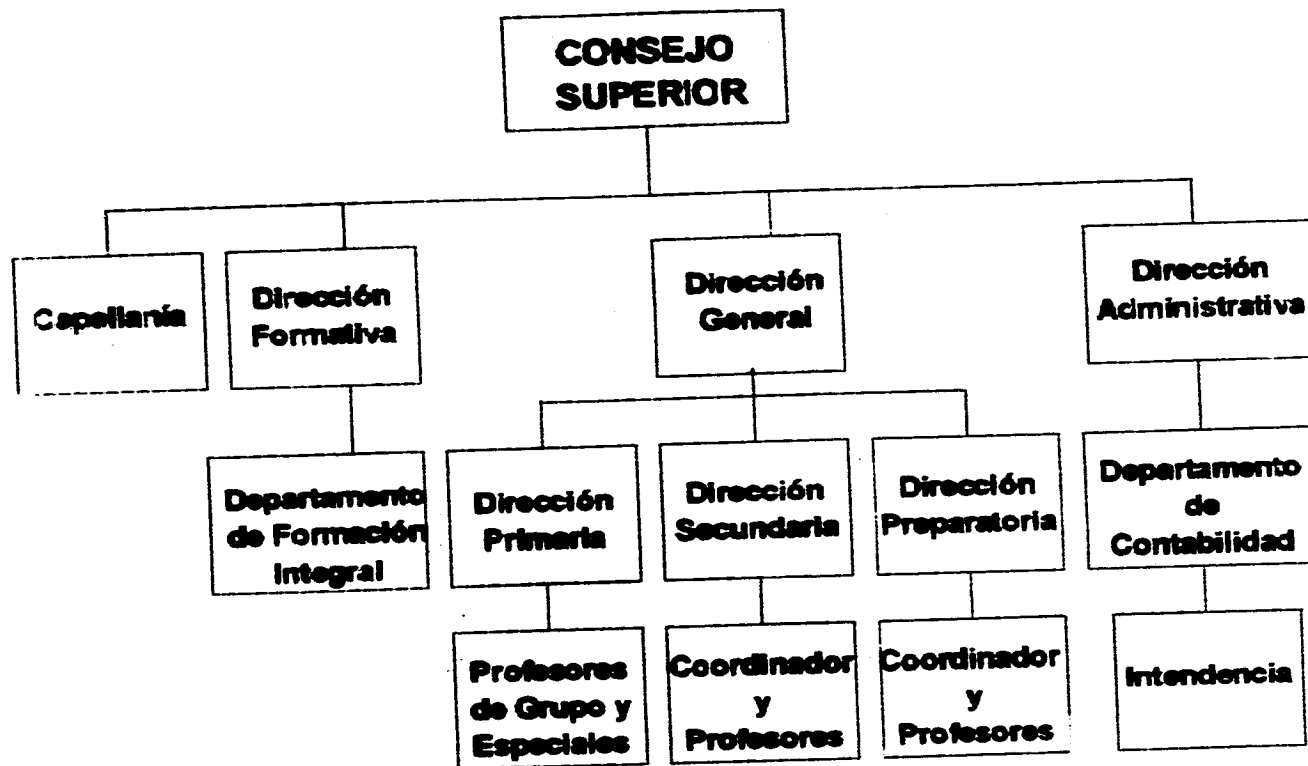 CONSEJO
SUPERIOR
Capellanía
Dirección
Formativa
Dirección
General
Dirección
Administrativa
Departamento
de Formación
Integral
Dirección
Primaria
Dirección
Secundaria
Dirección
Preparatoria
Departamento
de
Contabilidad
Profesores
de Grupo y
Especiales
Coordinador
y
Profesores
Coordinador
y
Profesores
Intendencia